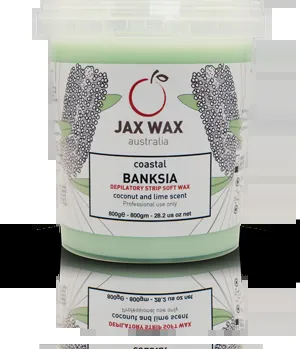 JAX WAX
australia
coastal
BANKSIA
DEPILATORY STRIP SOFT WAX
coconut and lime scent
Professional use only
800g℮ - 800gm - 28.2 us oz net